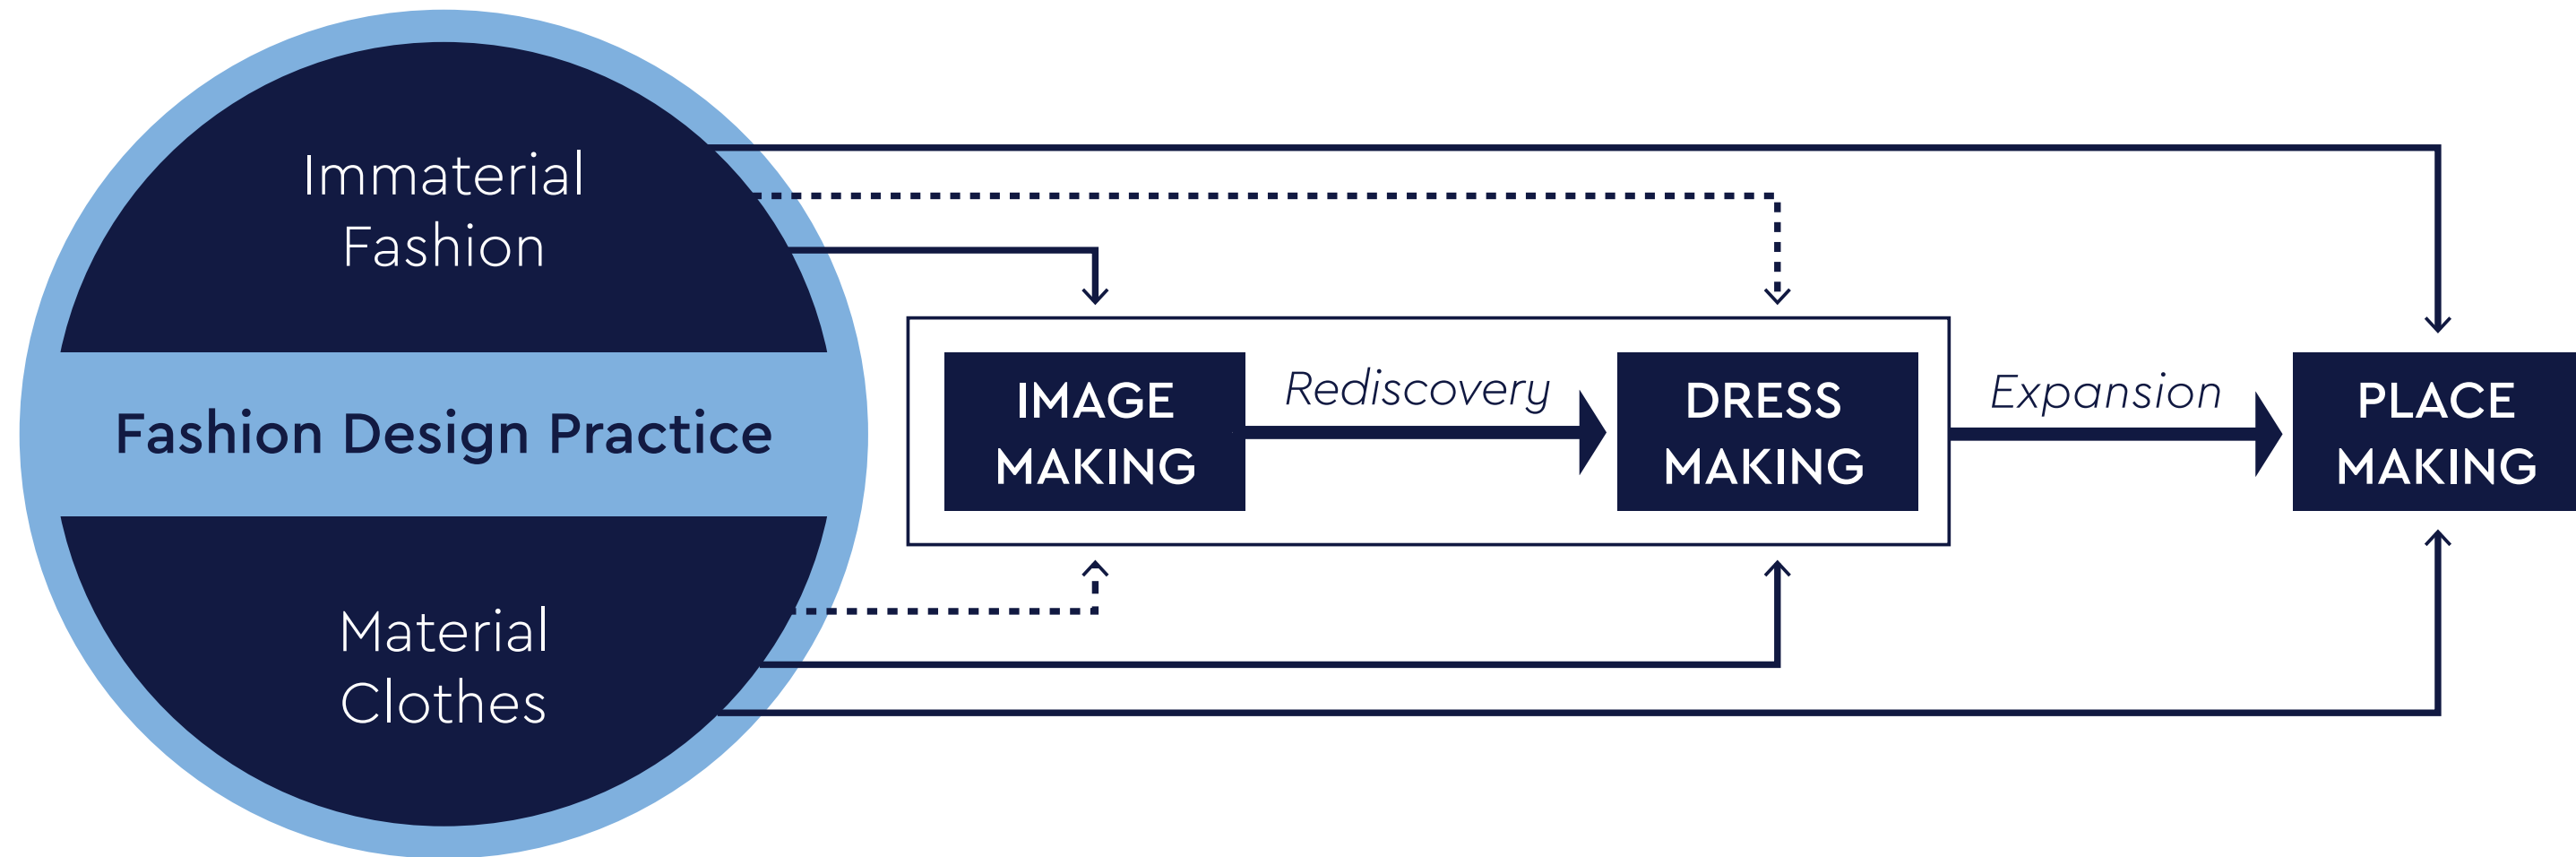 Immaterial
Fashion
Fashion Design Practice
Material
Clothes
IMAGE
MAKING
Rediscovery
DRESS
MAKING
Expansion
PLACE
MAKING